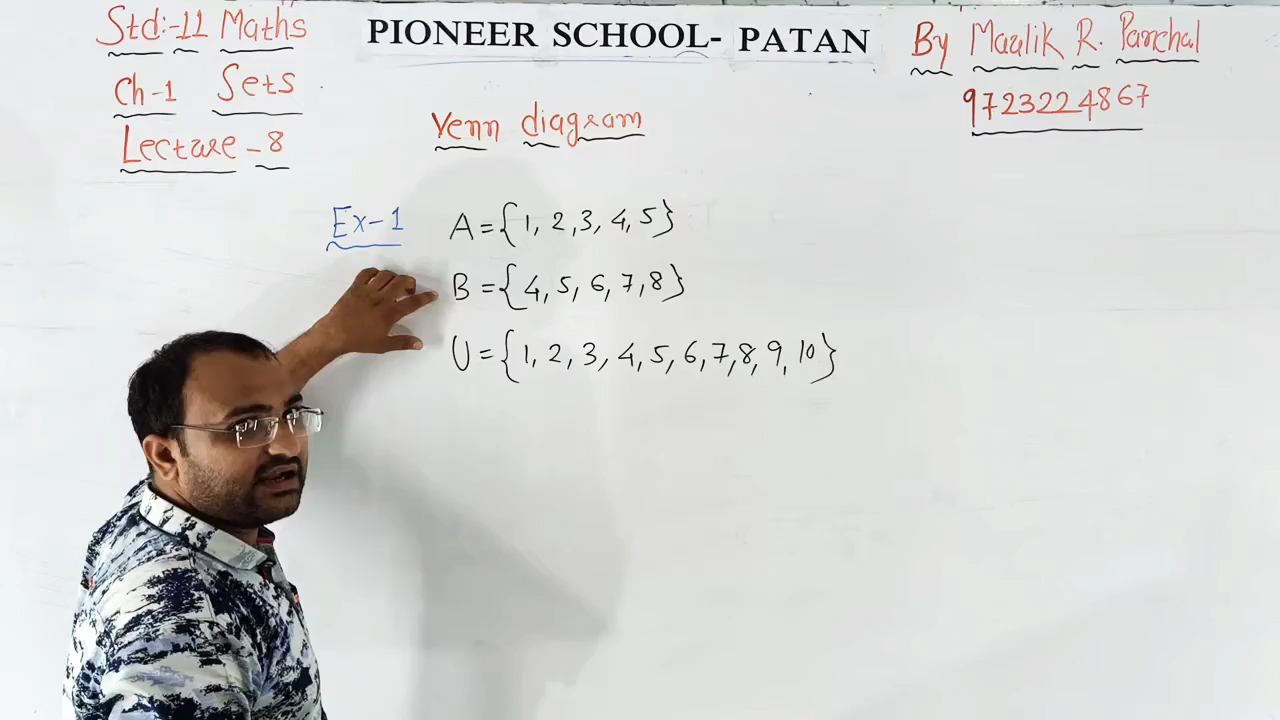 Std:-11 Maths
PIONEER SCHOOL- PATAN
By Maulik R. Panchal
Ch-1 Sets
9723224867
Lecture-8
Venn diagram
Ex-1 A={1, 2, 3, 4, 5}
B={4, 5, 6, 7, 8}
U={1, 2, 3, 4, 5, 6, 7, 8, 9, 10}